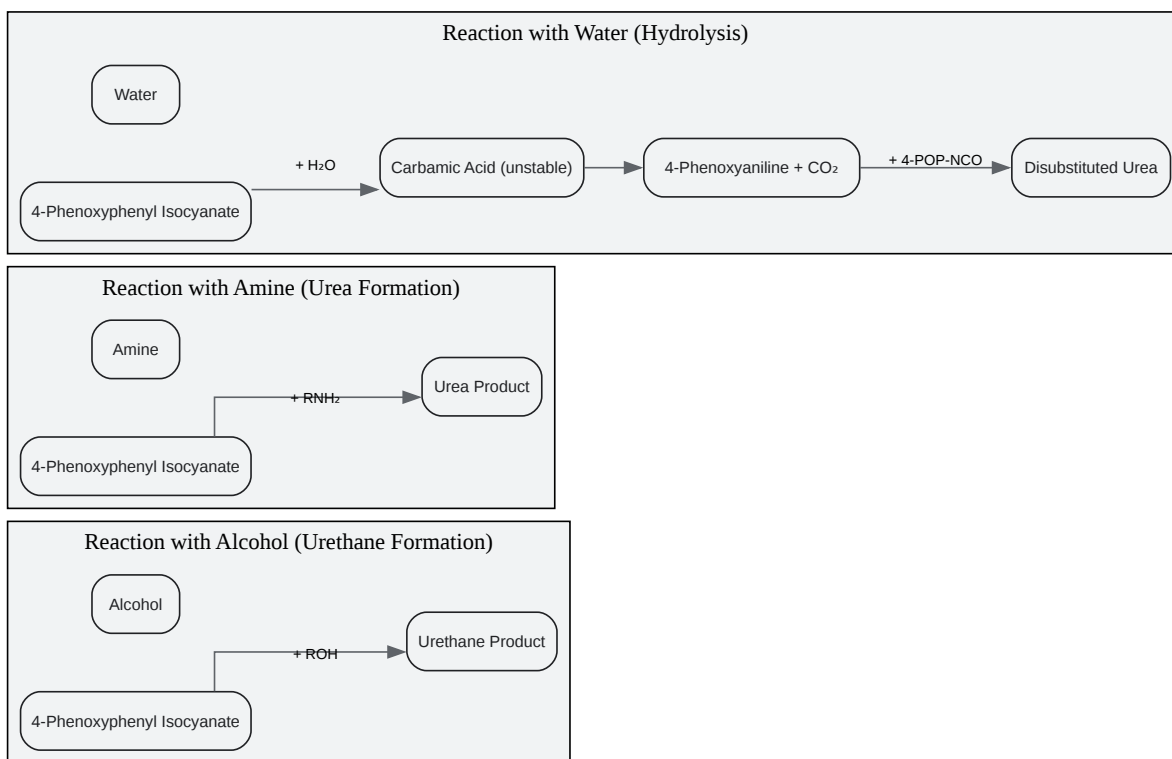 Reaction with Water (Hydrolysis)
Water
+ H₂O
4-Phenoxyphenyl Isocyanate
Carbamic Acid (unstable)
4-Phenoxyaniline + CO₂
+ 4-POP-NCO
Disubstituted Urea
Reaction with Amine (Urea Formation)
Amine
+ RNH₂
Urea Product
4-Phenoxyphenyl Isocyanate
Reaction with Alcohol (Urethane Formation)
Alcohol
+ ROH
Urethane Product
4-Phenoxyphenyl Isocyanate